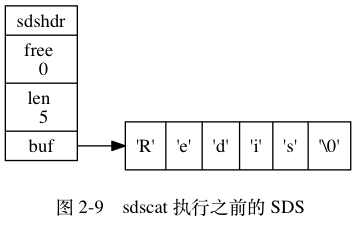 sdshdr
free
0
len
5
buf
'R' 'e' 'd' 'i' 's' '\0'
图 2-9 sdscat 执行之前的 SDS